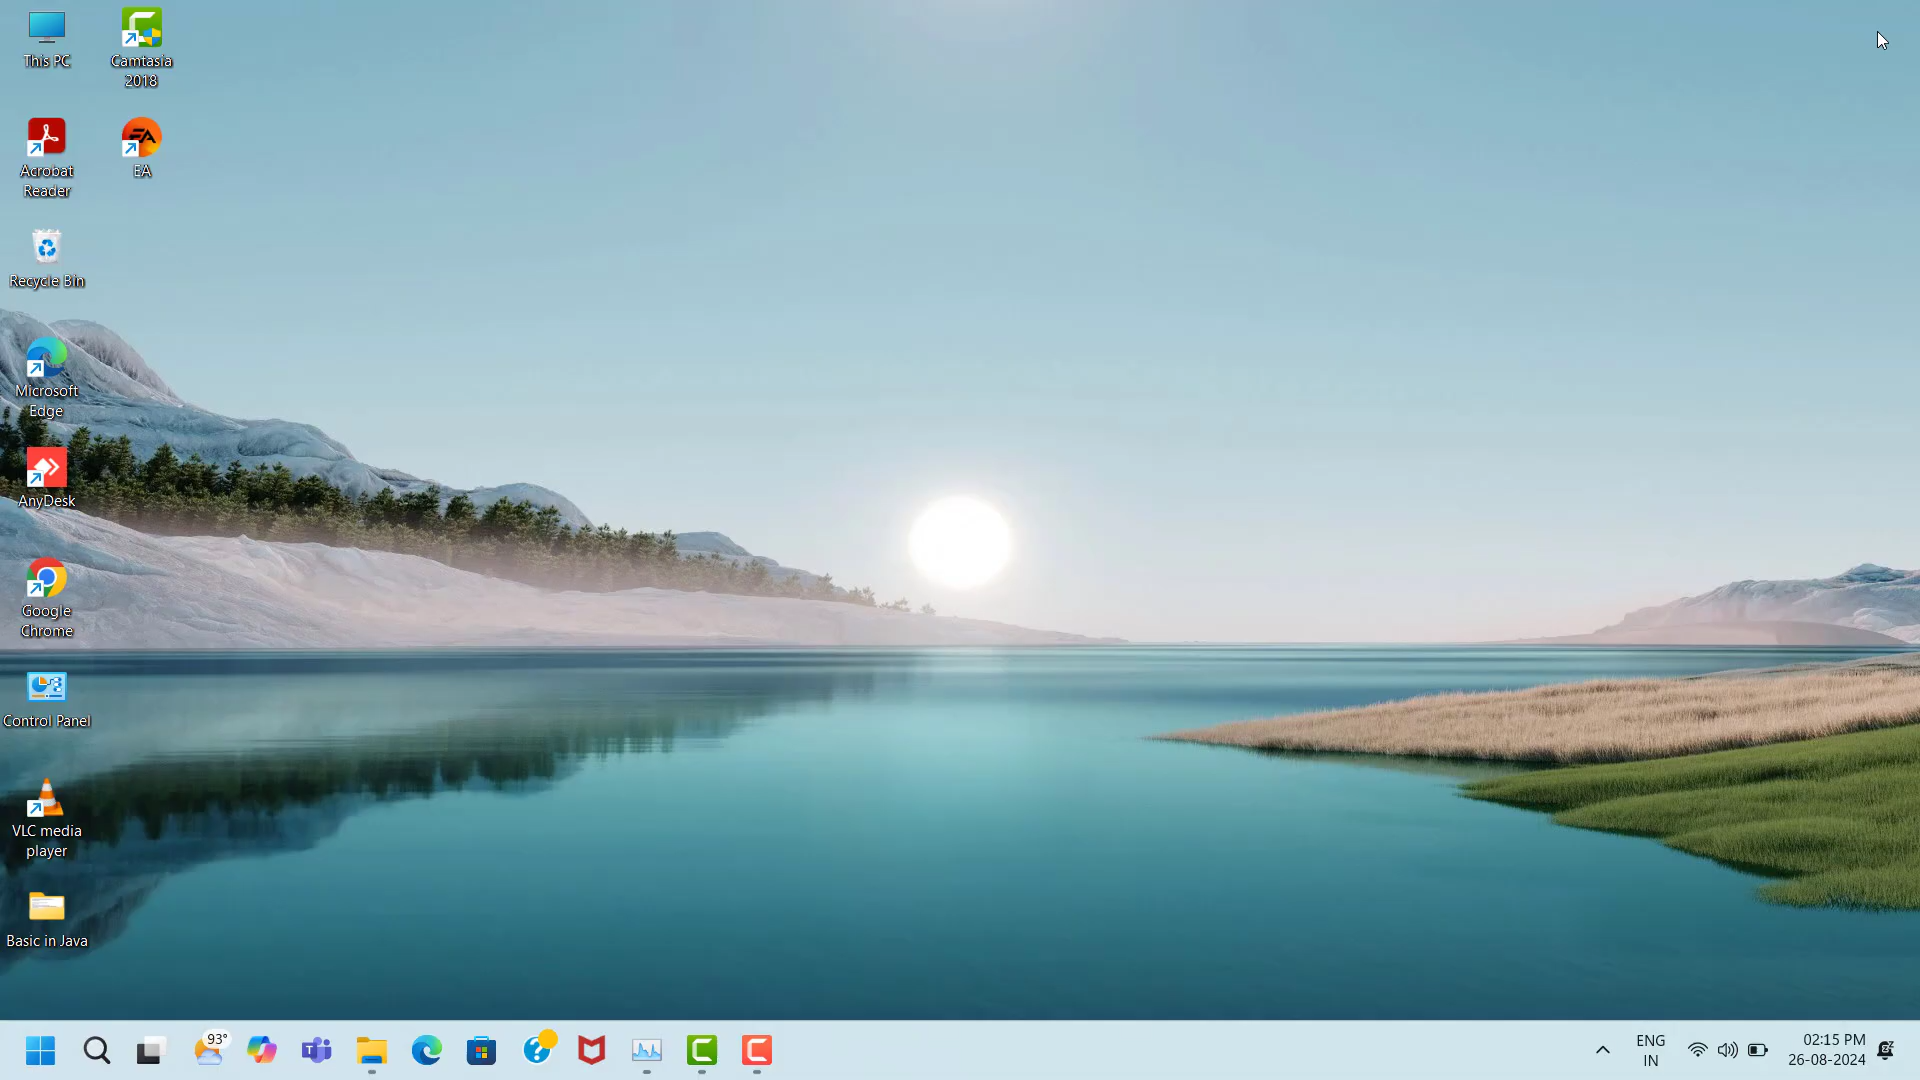 This PC
Camtasia
2018
Acrobat
Reader
EA
Recycle Bin
Microsoft
Edge
AnyDesk
Google
Chrome
Control Panel
VLC media
player
Basic in Java
93°
ENG
IN
02:15 PM
26-08-2024